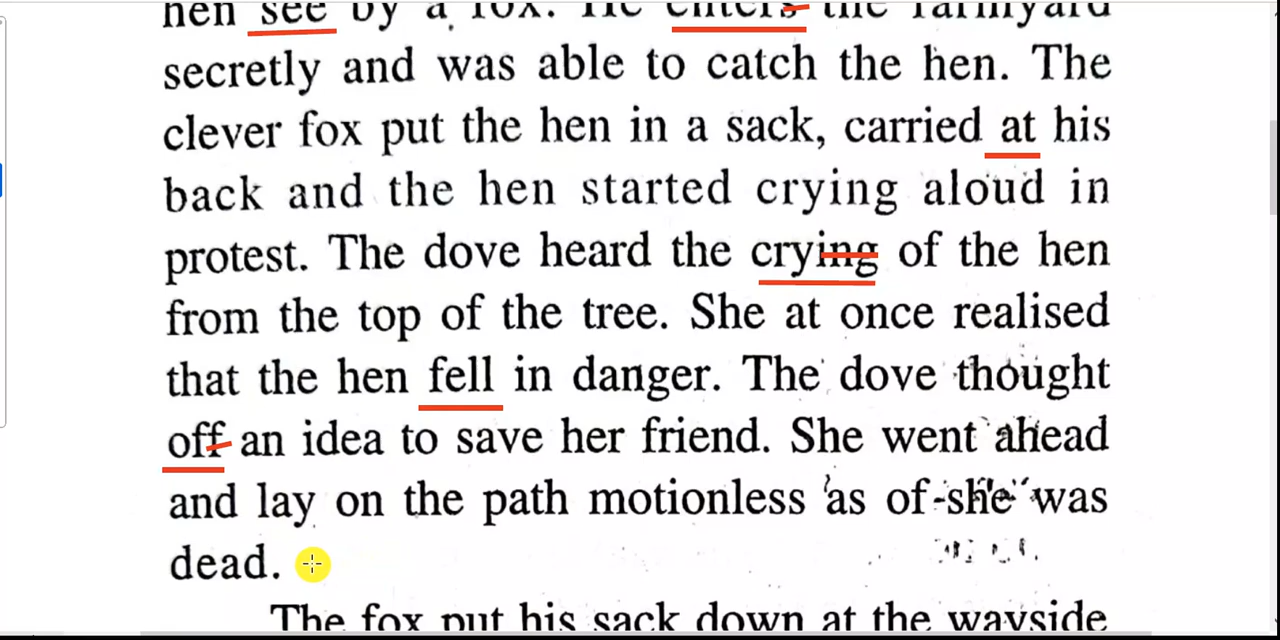 hen see by a fox. He enters the farmyard
secretly and was able to catch the hen. The
clever fox put the hen in a sack, carried at his
back and the hen started crying aloud in
protest. The dove heard the crying of the hen
from the top of the tree. She at once realised
that the hen fell in danger. The dove thought
off an idea to save her friend. She went ahead
and lay on the path motionless as of she was
dead.
The fox put his sack down at the wayside